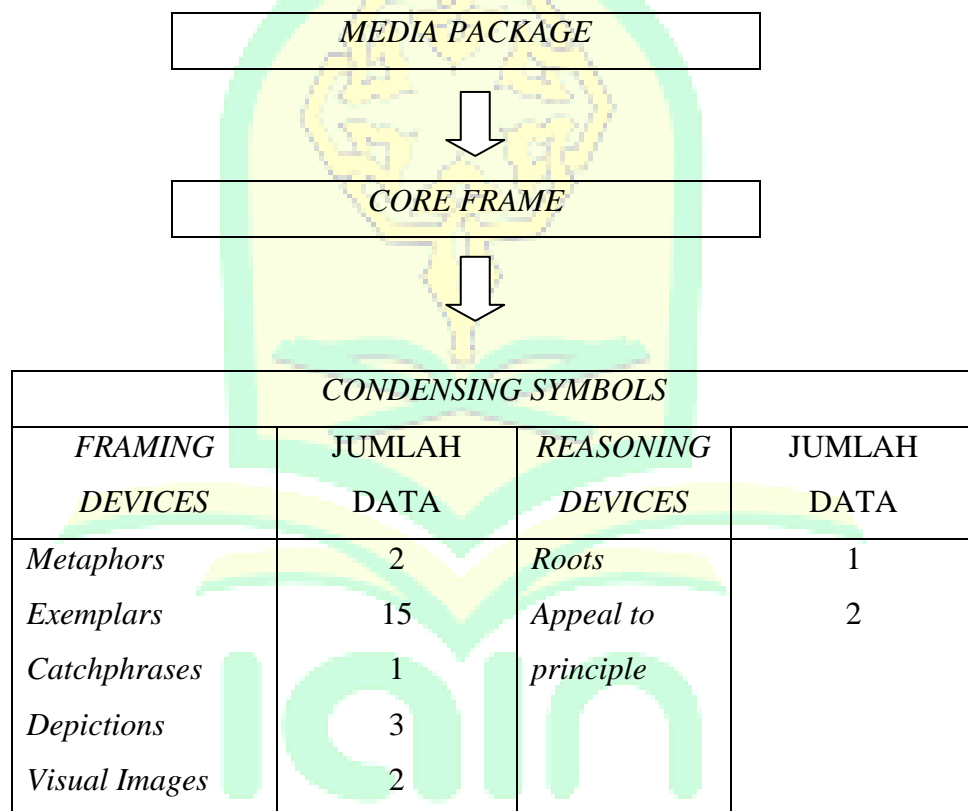 MEDIA PACKAGE
CORE FRAME
CONDENSING SYMBOLS
FRAMING DEVICES JUMLAH DATA REASONING DEVICES JUMLAH DATA
Metaphors 2 Roots 1
Exemplars 15 Appeal to 2
Catchphrases 1 principle
Depictions 3
Visual Images 2
iain